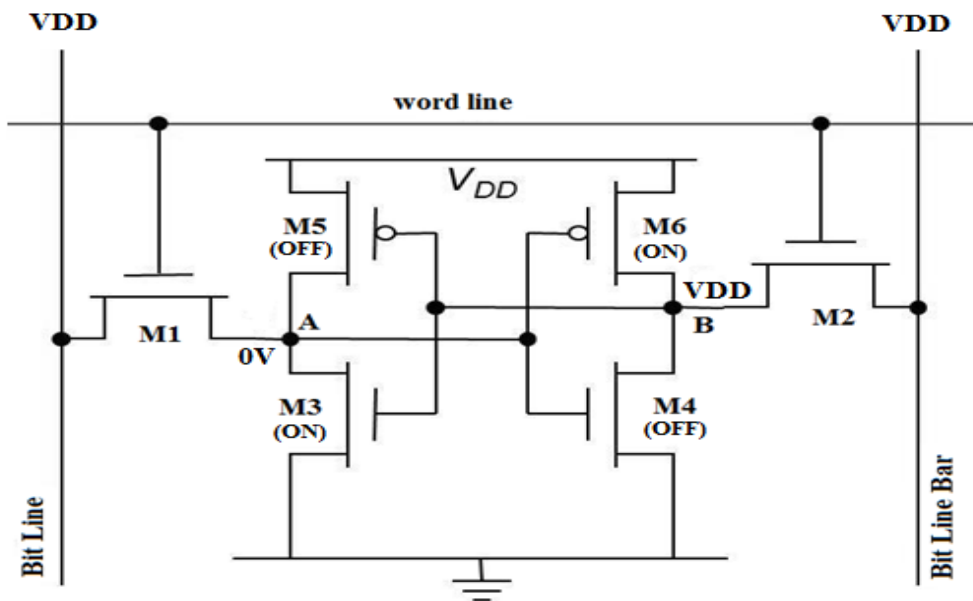 VDD
VDD
word line
VDD
M5
(OFF)
M6
(ON)
VDD
M1
A
B
M2
0V
M3
(ON)
M4
(OFF)
Bit Line
Bit Line Bar